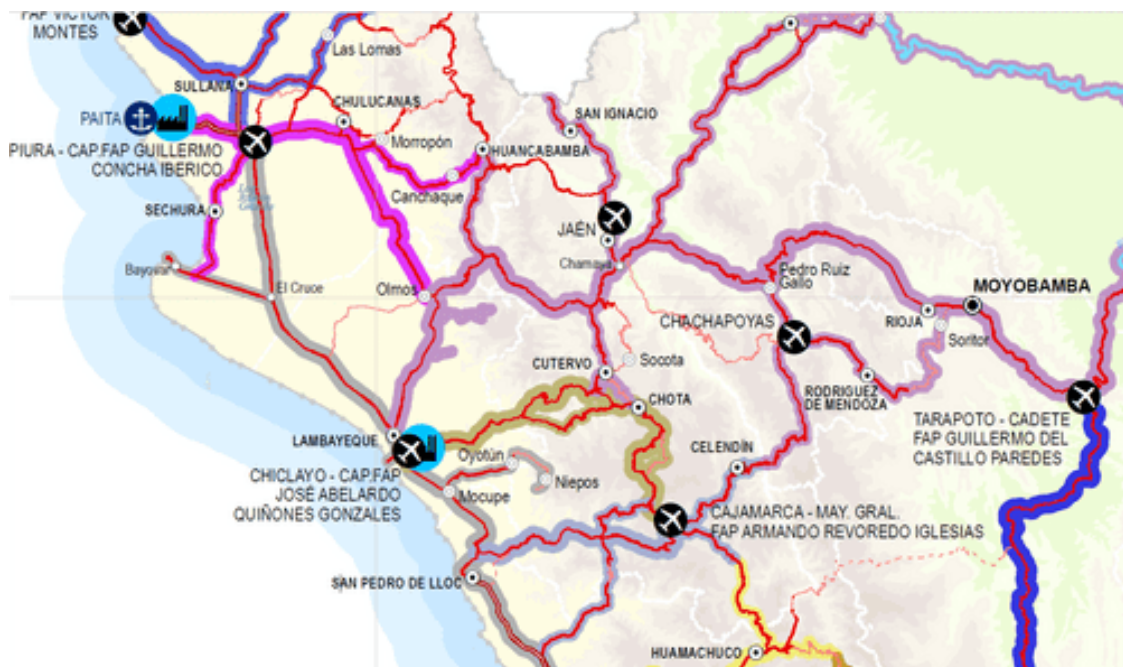 FAP VICTOR
MONTES
Las Lomas
SULLANA
CHULUCANAS
PAITA
SAN IGNACIO
PIURA - CAP.FAP GUILLERMO
CONCHA IBERICO
Morropón
HUANCABAMBA
Canchaque
SECHURA
JAÉN
Bayovar
Chamaya
El Cruce
Olmos
Pedro Ruiz
Gallo
MOYOBAMBA
RIOJA
CHACHAPOYAS
Soritor
CUTERVO
Socota
RODRIGUEZ
DE MENDOZA
CHOTA
TARAPOTO - CADETE
FAP GUILLERMO DEL
CASTILLO PAREDES
LAMBAYEQUE
CELENDÍN
Oyotún
CHICLAYO - CAP.FAP
JOSÉ ABELARDO
QUIÑONES GONZALES
Niepos
Mocupe
CAJAMARCA - MAY. GRAL.
FAP ARMANDO REVOREDO IGLESIAS
SAN PEDRO DE LLOC
HUAMACHUCO